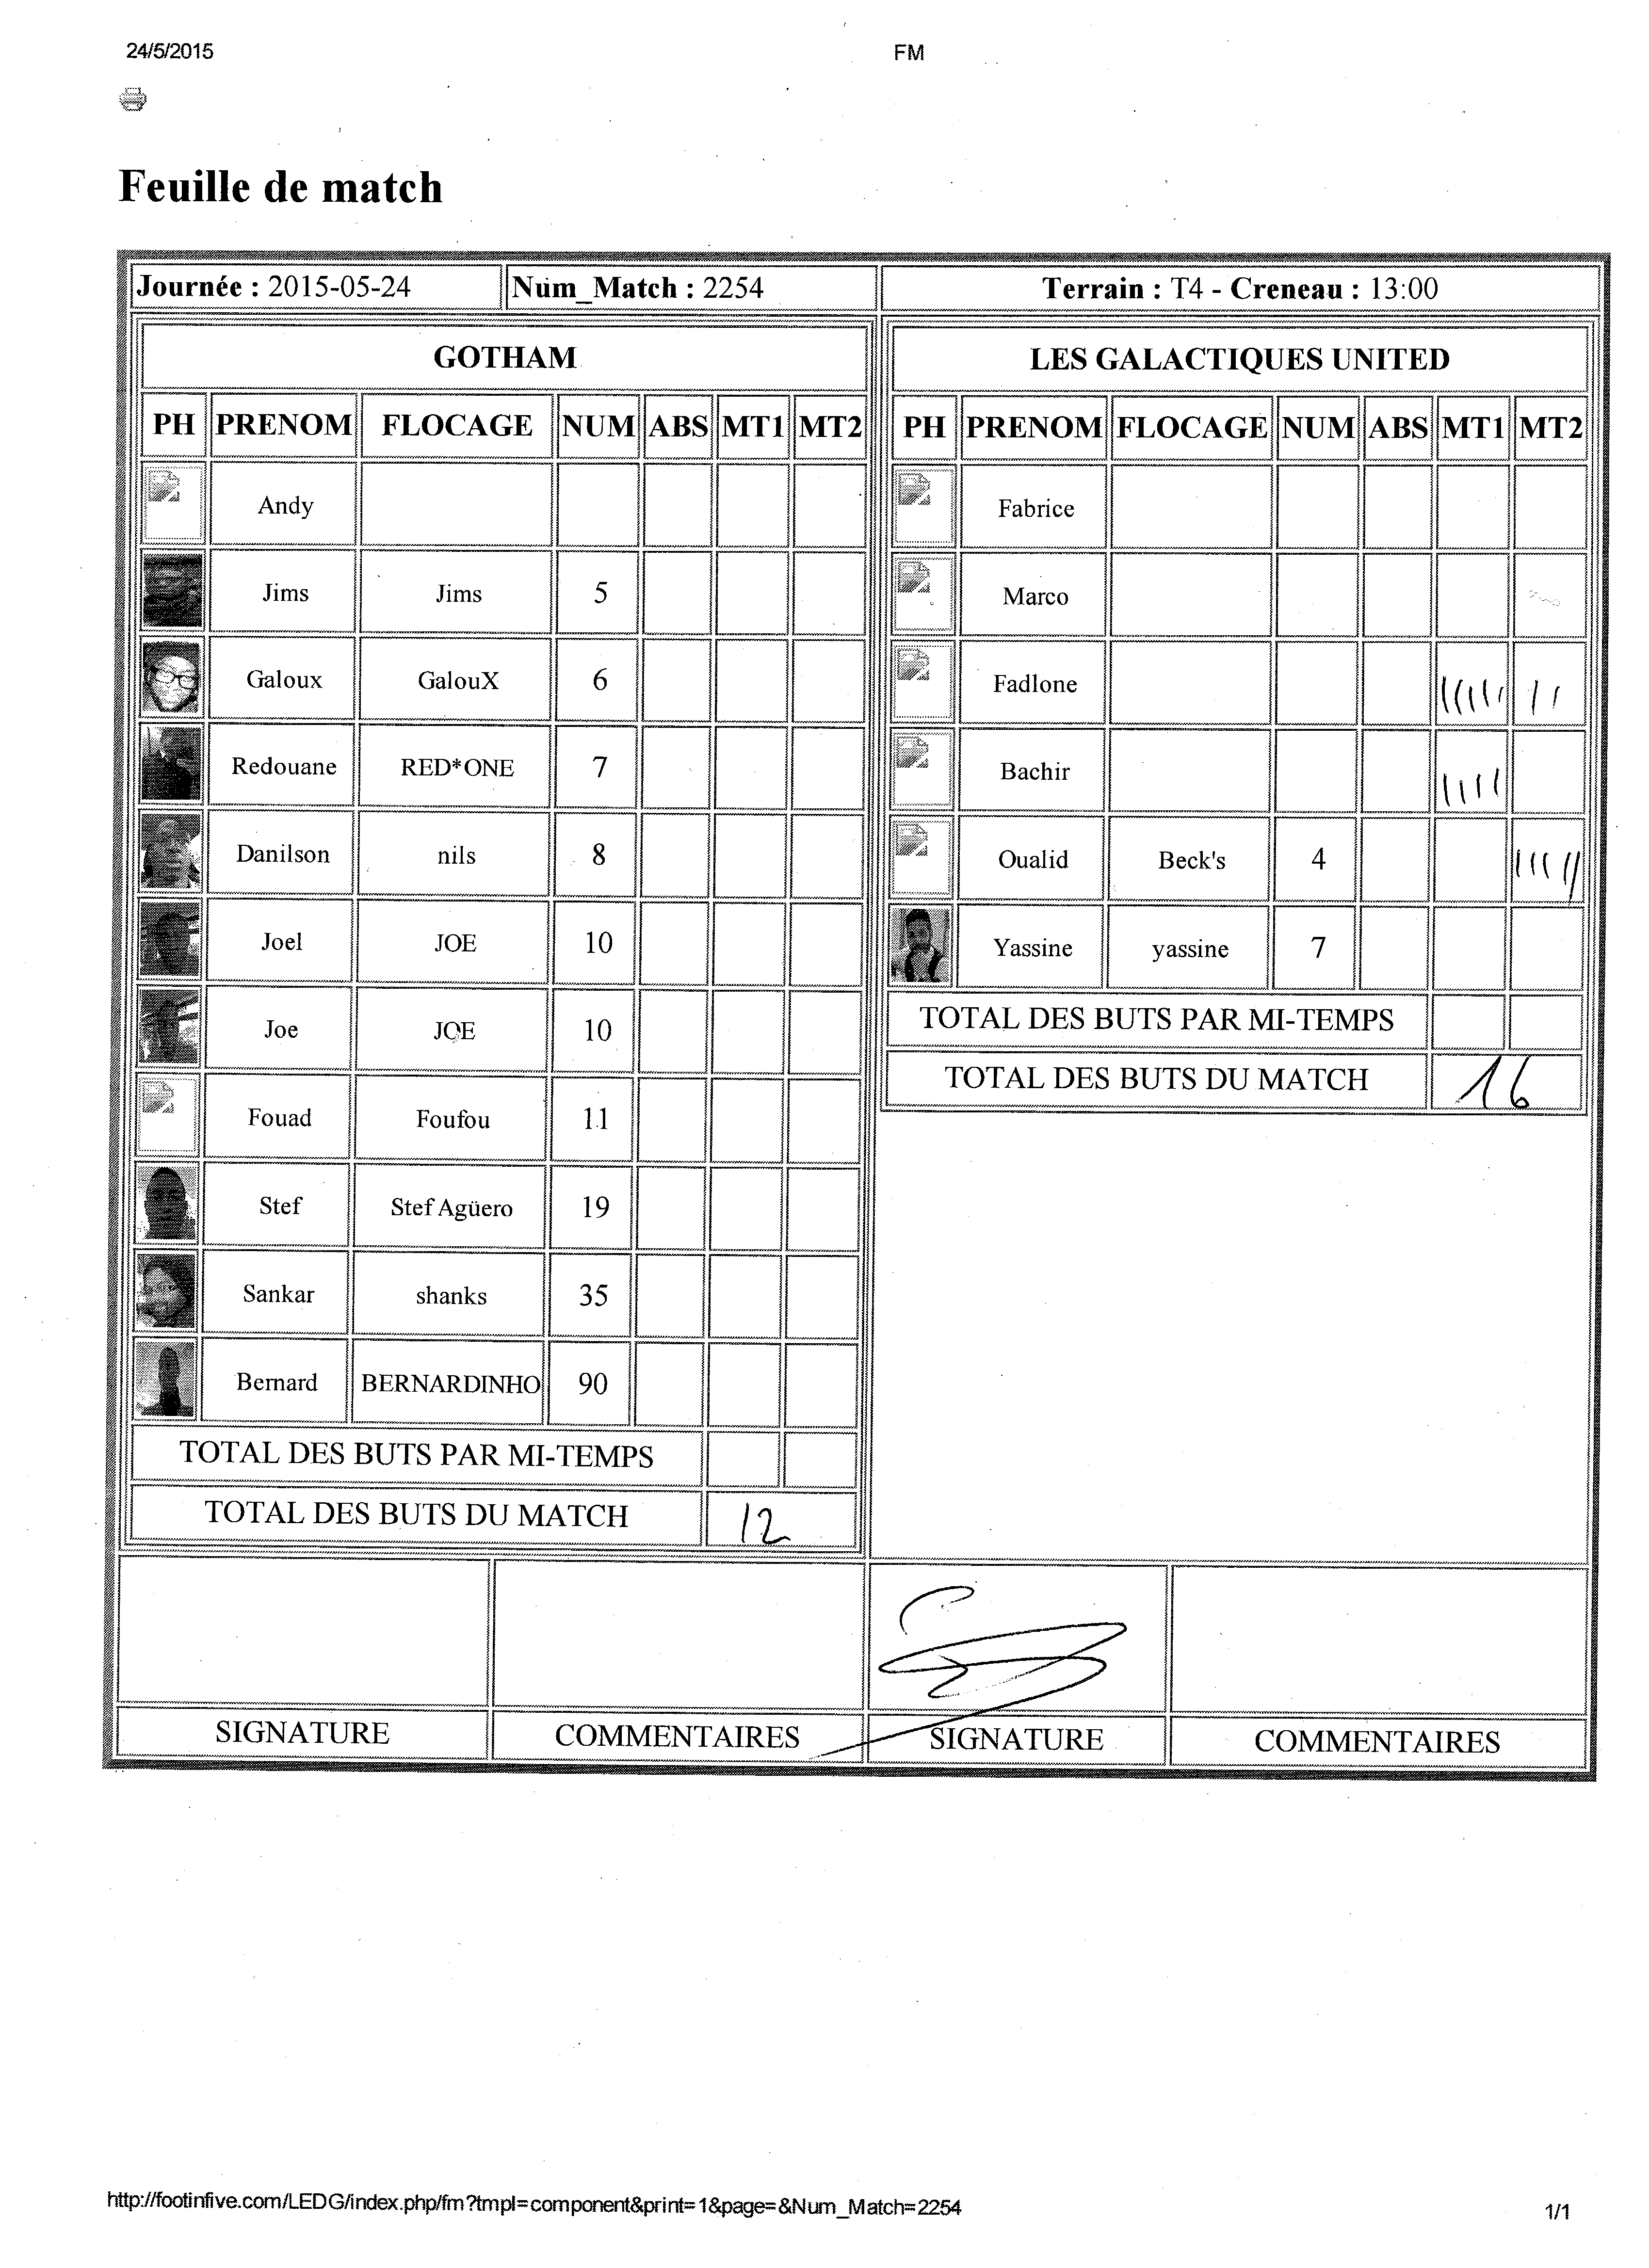 24/5/2015 FM
Feuille de match
Journée : 2015-05-24 Num_Match : 2254 Terrain : T4 - Creneau : 13:00
GOTHAM
PH PRENOM FLOCAGE NUM ABS MT1 MT2
Andy
Jims Jims 5
Galoux GalouX 6
Redouane RED*ONE 7
Danilson nils 8
Joel JOE 10
Joe JOE 10
Fouad Foufou 11
Stef Stef Agüero 19
Sankar shanks 35
Bernard BERNARDINHO 90
TOTAL DES BUTS PAR MI-TEMPS
TOTAL DES BUTS DU MATCH 12
SIGNATURE COMMENTAIRES
LES GALACTIQUES UNITED
PH PRENOM FLOCAGE NUM ABS MT1 MT2
Fabrice
Marco
Fadlone ||||| ||
Bachir ||||
Oualid Beck's 4 |||||
Yassine yassine 7
TOTAL DES BUTS PAR MI-TEMPS
TOTAL DES BUTS DU MATCH 16
SIGNATURE COMMENTAIRES
http://footinfive.com/LEDG/index.php/fm?tmpl=component&print=1&page=&Num_Match=2254 1/1